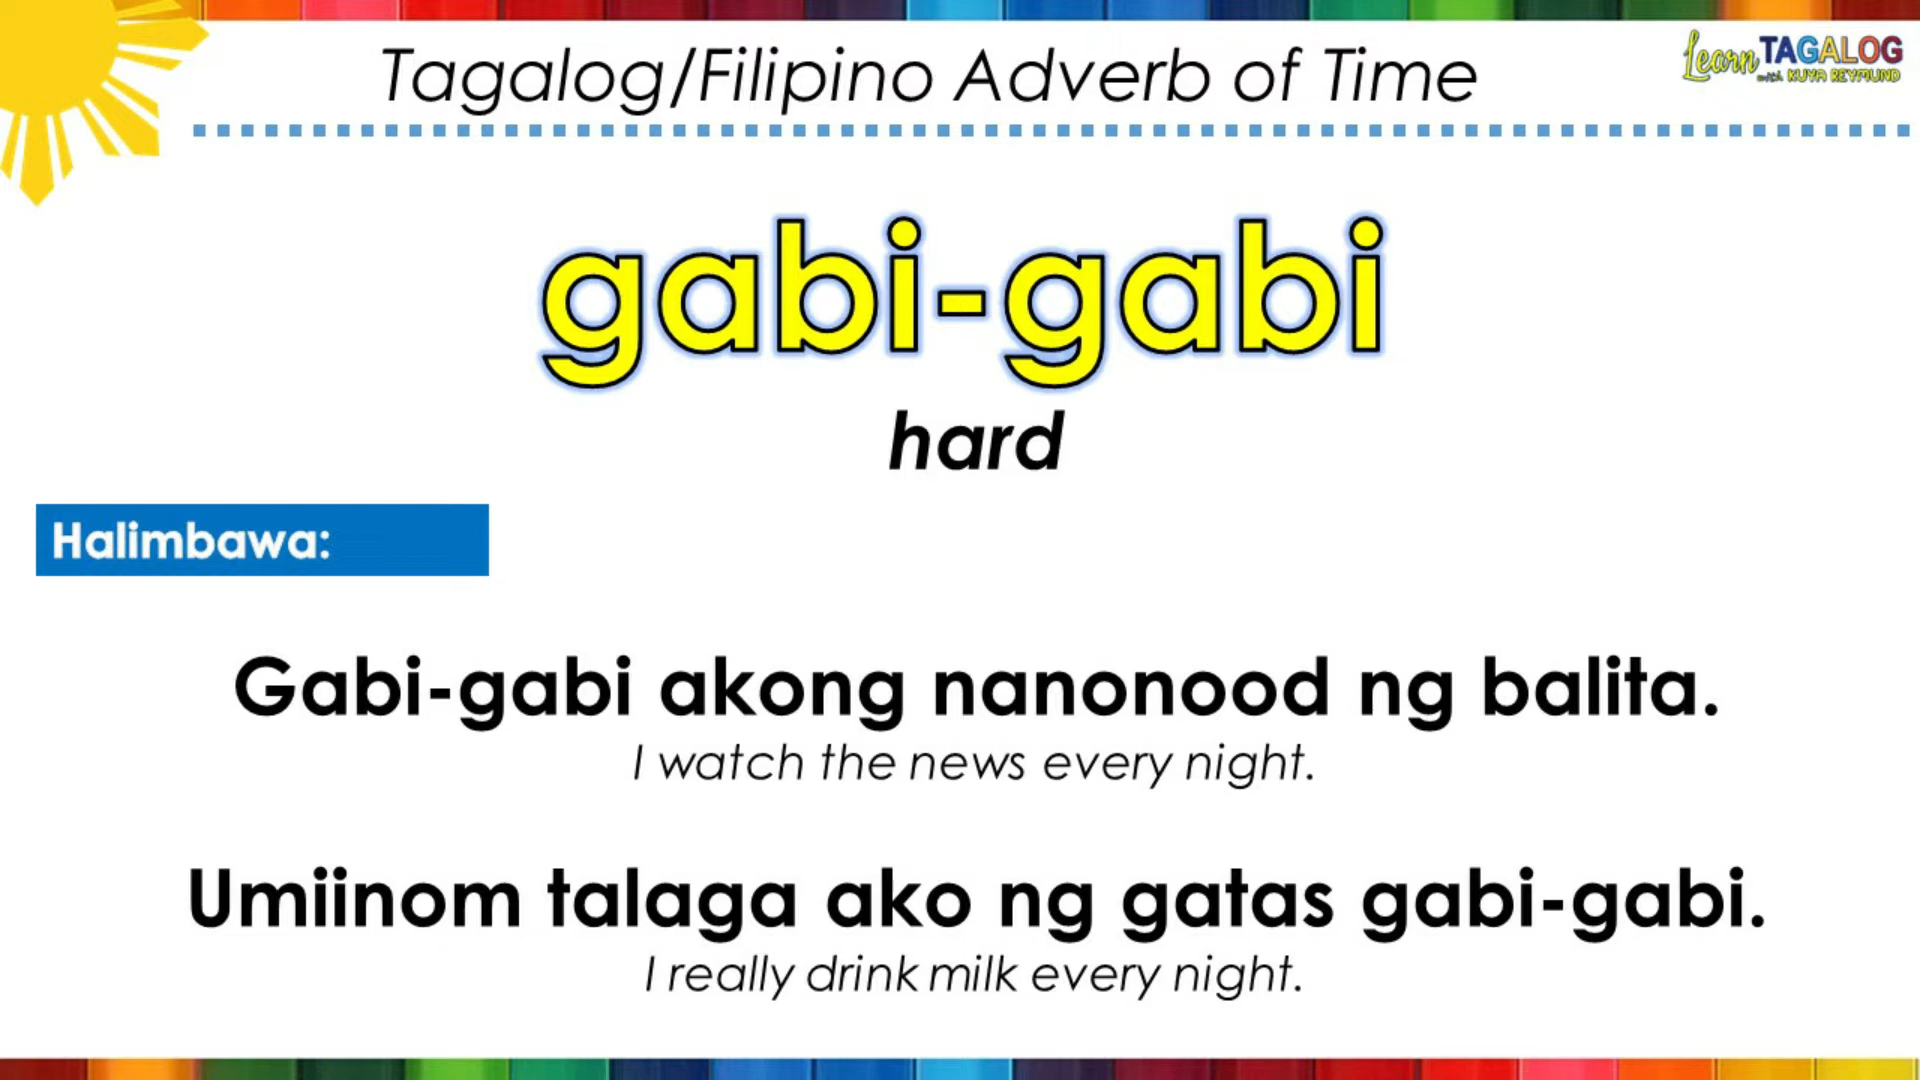 Tagalog/Filipino Adverb of Time
Learn TAGALOG
with KUYA REYMUND
gabi-gabi
hard
Halimbawa:
Gabi-gabi akong nanonood ng balita.
I watch the news every night.
Umiinom talaga ako ng gatas gabi-gabi.
I really drink milk every night.